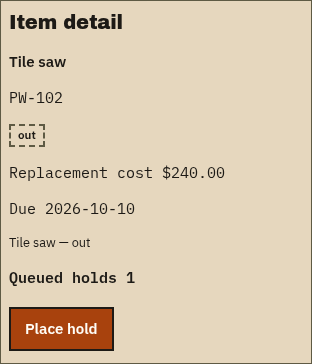 Item detail
Tile saw
PW-102
out
Replacement cost $240.00
Due 2026-10-10
Tile saw — out
Queued holds 1
Place hold